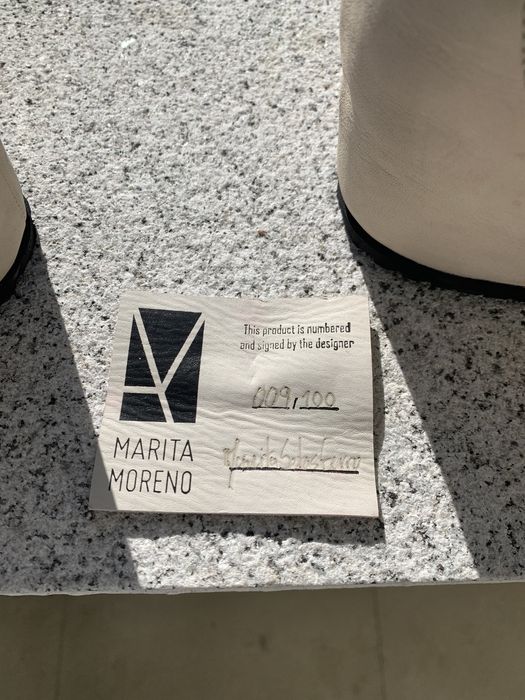 This product is numbered
and signed by the designer
009/100
MARITA
MORENO